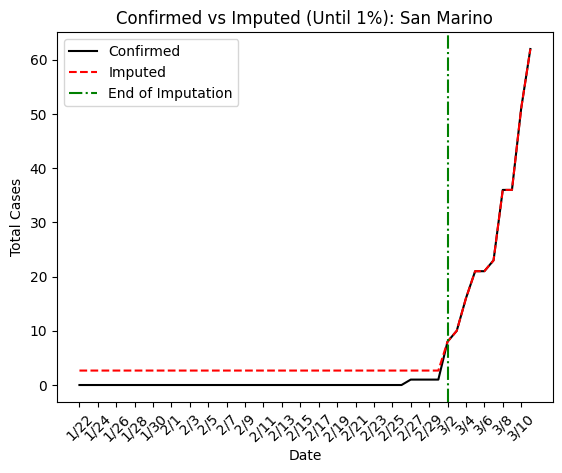 Confirmed vs Imputed (Until 1%): San Marino
Confirmed
Imputed
End of Imputation
Total Cases
60
50
40
30
20
10
0
1/22 1/24 1/26 1/28 1/30 2/1 2/3 2/5 2/7 2/9 2/11 2/13 2/15 2/17 2/19 2/21 2/23 2/25 2/27 2/29 3/2 3/4 3/6 3/8 3/10
Date